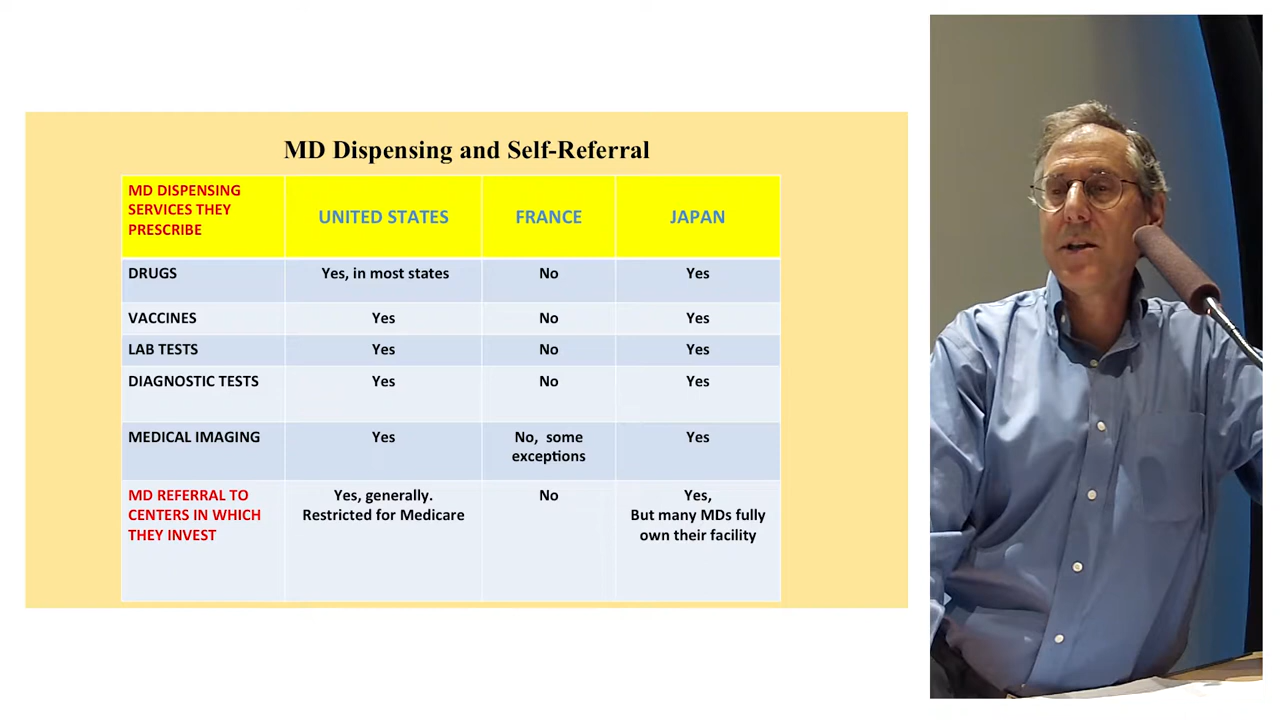 MD Dispensing and Self-Referral
MD DISPENSING
SERVICES THEY
PRESCRIBE
UNITED STATES
FRANCE
JAPAN
DRUGS
Yes, in most states
No
Yes
VACCINES
Yes
No
Yes
LAB TESTS
Yes
No
Yes
DIAGNOSTIC TESTS
Yes
No
Yes
MEDICAL IMAGING
Yes
No, some
exceptions
Yes
MD REFERRAL TO
CENTERS IN WHICH
THEY INVEST
Yes, generally.
Restricted for Medicare
No
Yes,
But many MDs fully
own their facility